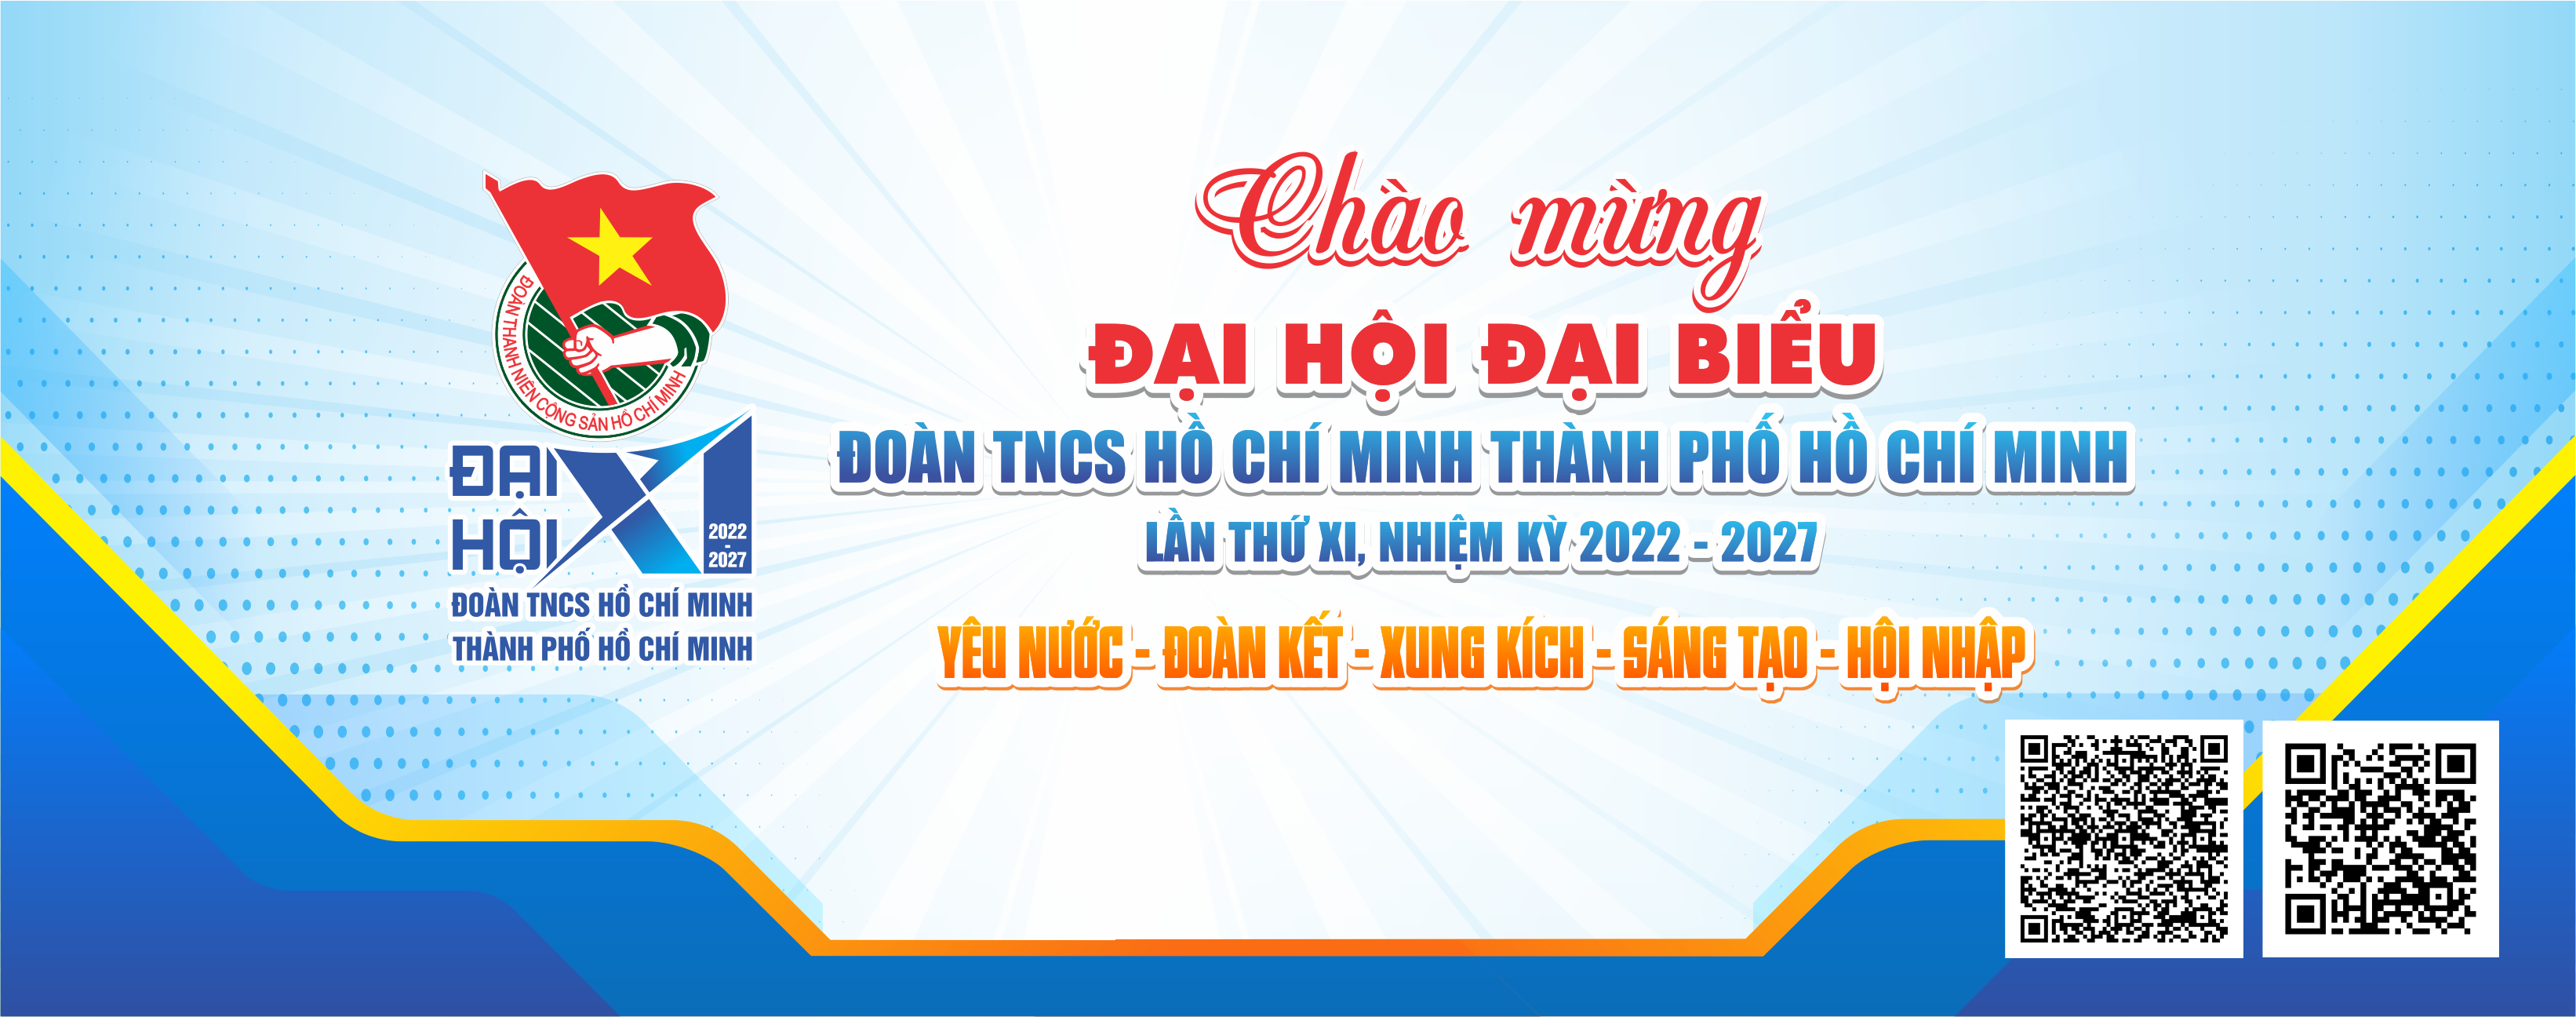 ĐOÀN THANH NIÊN CỘNG SẢN HỒ CHÍ MINH
ĐẠI
HỘI
XI
2022
-
2027
ĐOÀN TNCS HỒ CHÍ MINH
THÀNH PHỐ HỒ CHÍ MINH
Chào mừng
ĐẠI HỘI ĐẠI BIỂU
ĐOÀN TNCS HỒ CHÍ MINH THÀNH PHỐ HỒ CHÍ MINH
LẦN THỨ XI, NHIỆM KỲ 2022 - 2027
YÊU NƯỚC - ĐOÀN KẾT - XUNG KÍCH - SÁNG TẠO - HỘI NHẬP